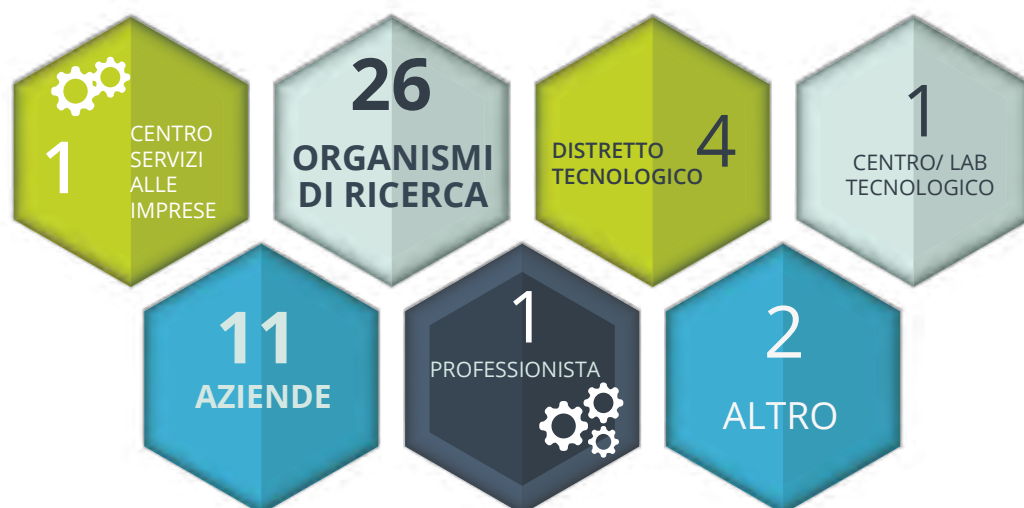 1
CENTRO
SERVIZI
ALLE
IMPRESE
26
ORGANISMI
DI RICERCA
DISTRETTO
TECNOLOGICO
4
1
CENTRO/ LAB
TECNOLOGICO
11
AZIENDE
1
PROFESSIONISTA
2
ALTRO